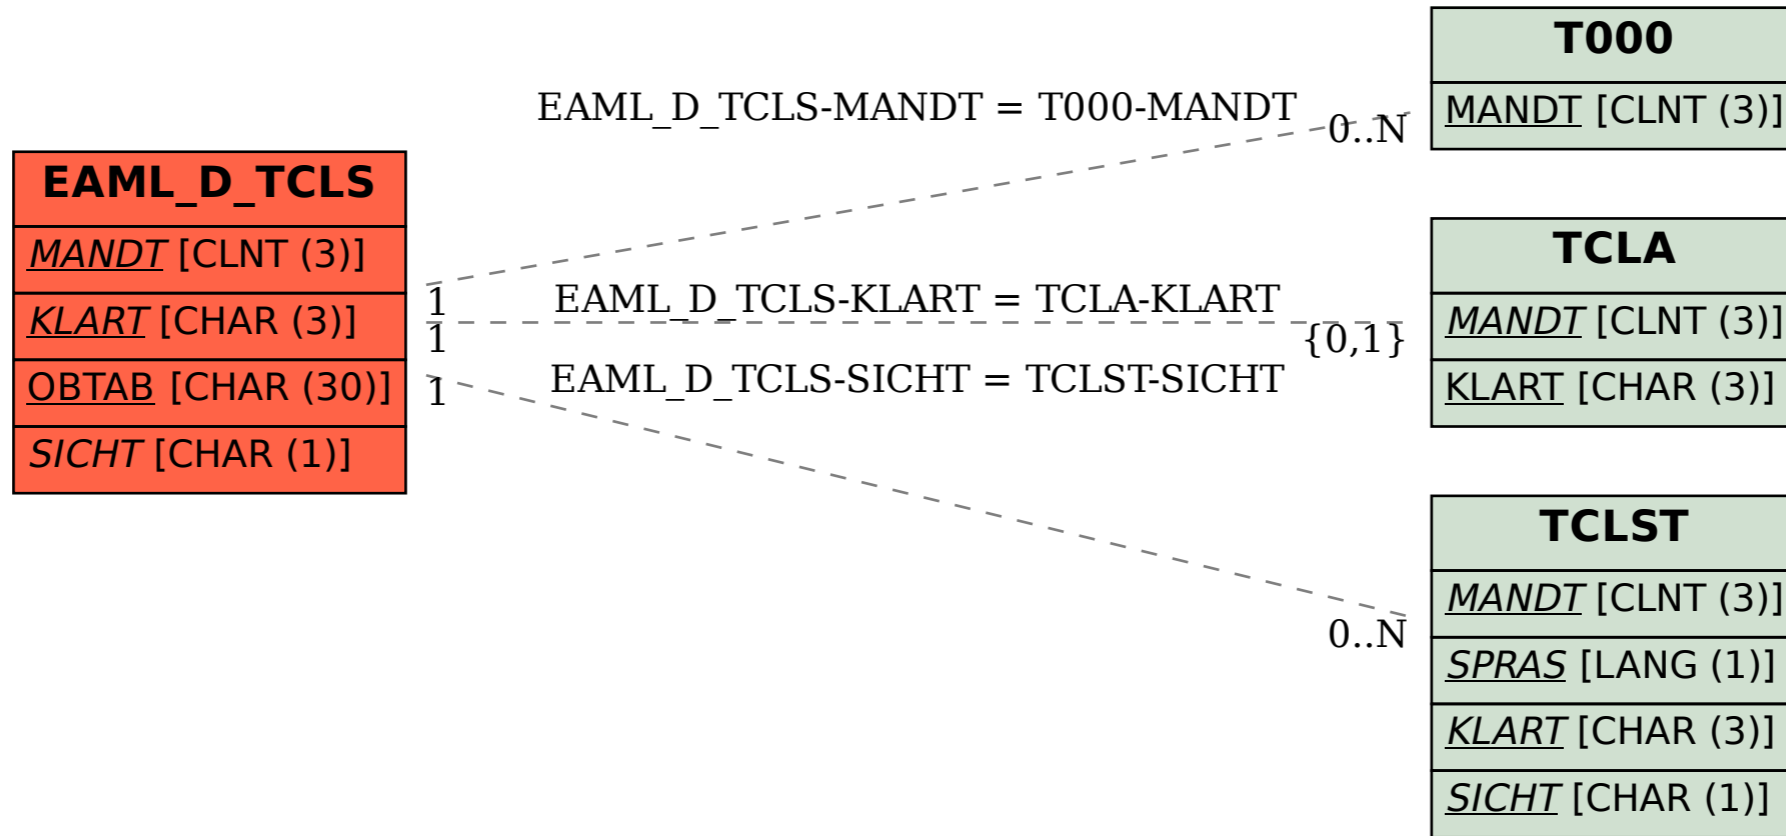 EAML_D_TCLS
MANDT [CLNT (3)]
KLART [CHAR (3)]
OBTAB [CHAR (30)]
SICHT [CHAR (1)]
EAML_D_TCLS-MANDT = T000-MANDT
0..N
1
EAML_D_TCLS-KLART = TCLA-KLART
1
{0,1}
EAML_D_TCLS-SICHT = TCLST-SICHT
1
0..N
T000
MANDT [CLNT (3)]
TCLA
MANDT [CLNT (3)]
KLART [CHAR (3)]
TCLST
MANDT [CLNT (3)]
SPRAS [LANG (1)]
KLART [CHAR (3)]
SICHT [CHAR (1)]